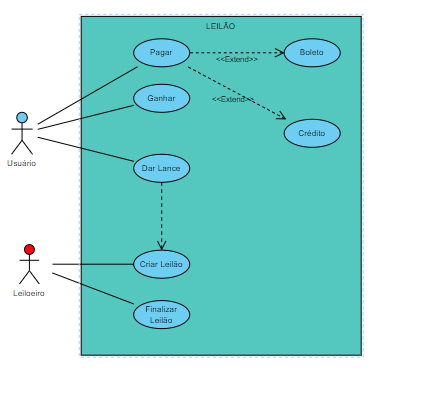 LEILÃO
Pagar
<<Extend>>
Boleto
Ganhar
<<Extend>>
Crédito
Usuário
Dar Lance
Criar Leilão
Leiloeiro
Finalizar
Leilão